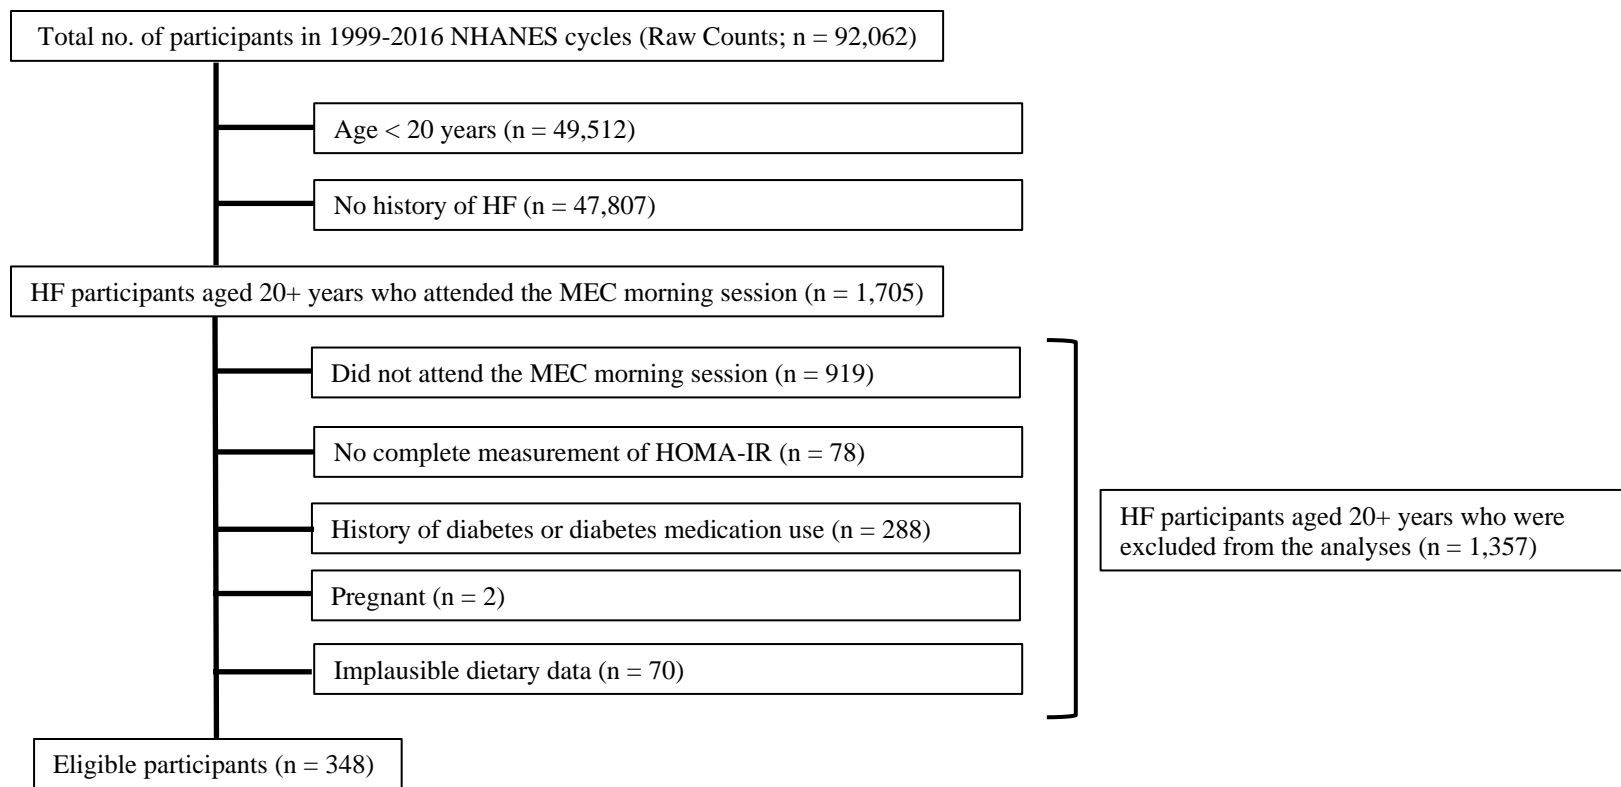 Total no. of participants in 1999-2016 NHANES cycles (Raw Counts; n = 92,062)
Age < 20 years (n = 49,512)
No history of HF (n = 47,807)
HF participants aged 20+ years who attended the MEC morning session (n = 1,705)
Did not attend the MEC morning session (n = 919)
No complete measurement of HOMA-IR (n = 78)
History of diabetes or diabetes medication use (n = 288)
Pregnant (n = 2)
Implausible dietary data (n = 70)
HF participants aged 20+ years who were
excluded from the analyses (n = 1,357)
Eligible participants (n = 348)